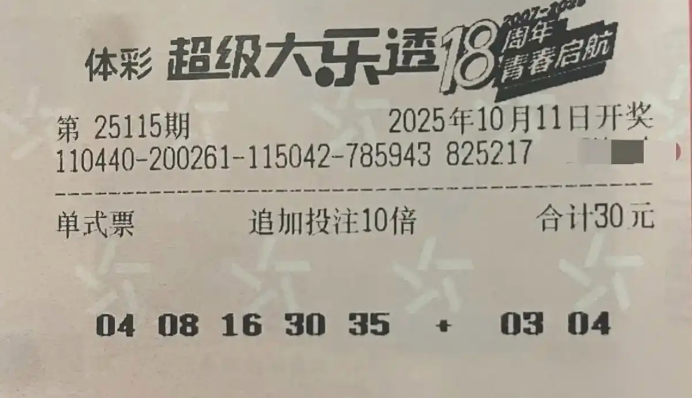 体彩 超级大乐透 18周年 2007-2025
青春启航
第 25115期 2025年10月11日开奖
110440-200261-115042-785943 825217
单式票 追加投注10倍 合计30元
04 08 16 30 35 + 03 04